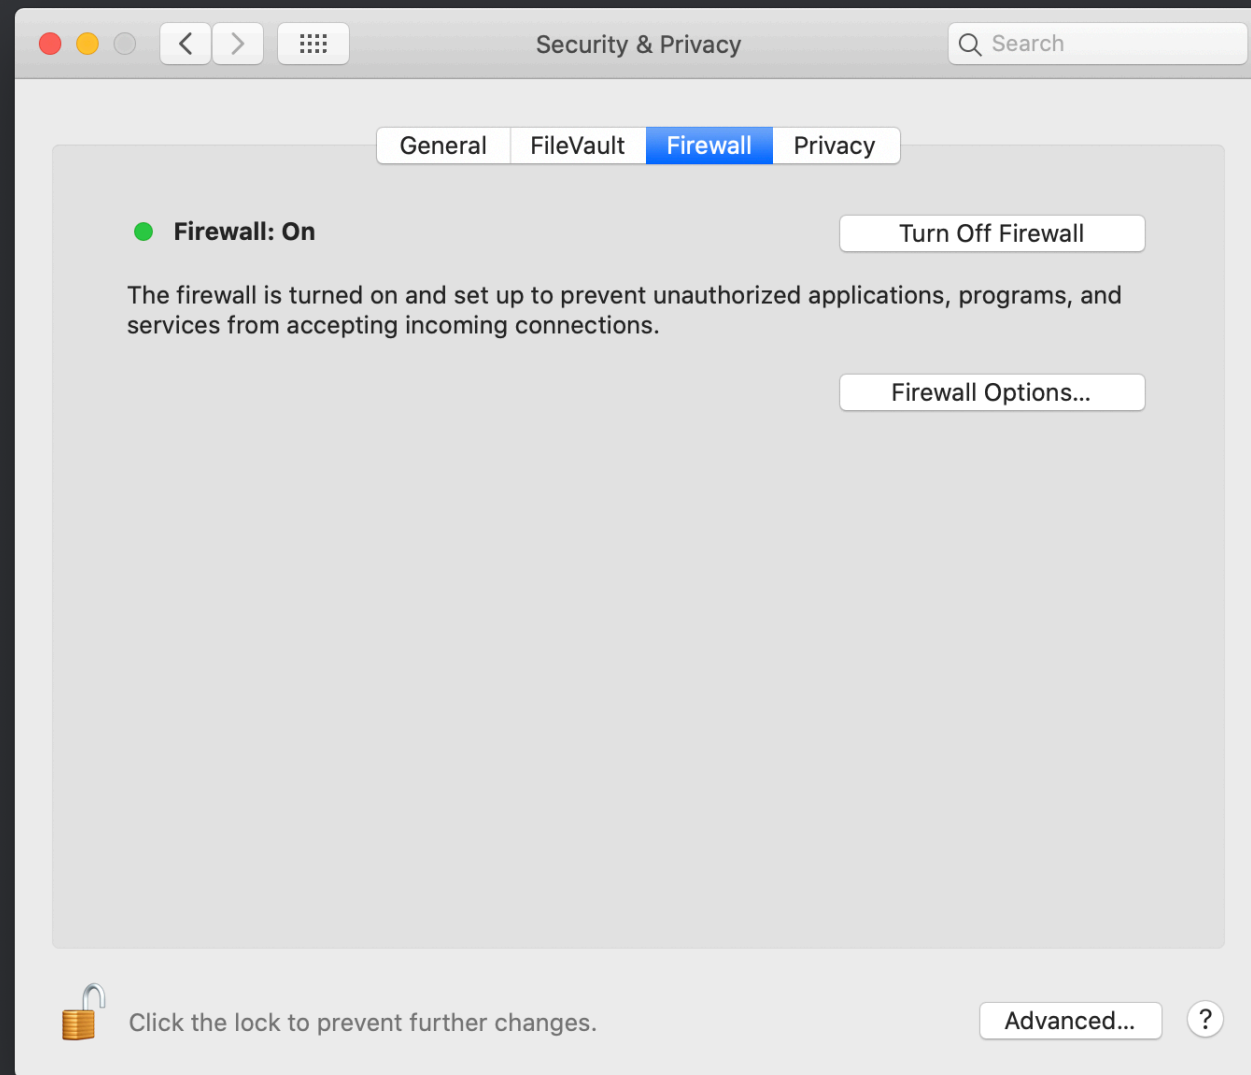 Security & Privacy
Search
General
FileVault
Firewall
Privacy
Firewall: On
Turn Off Firewall
The firewall is turned on and set up to prevent unauthorized applications, programs, and
services from accepting incoming connections.
Firewall Options...
Click the lock to prevent further changes.
Advanced...
?